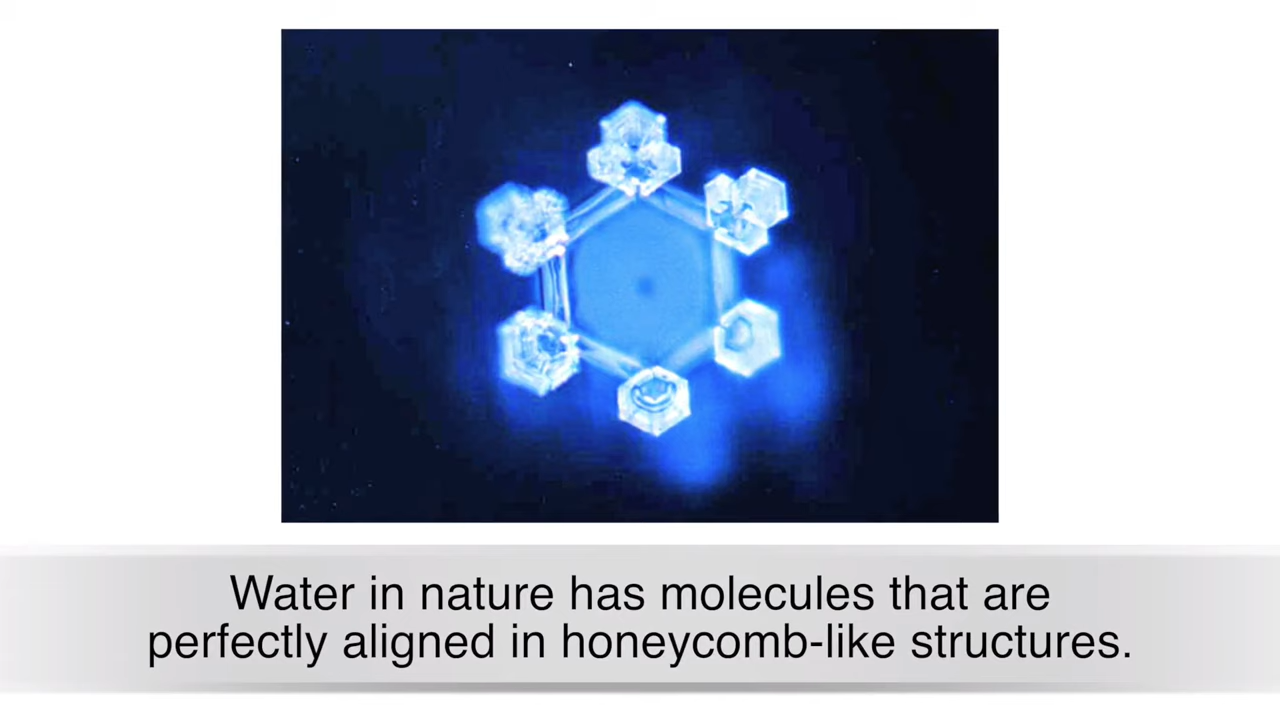 Water in nature has molecules that are
perfectly aligned in honeycomb-like structures.